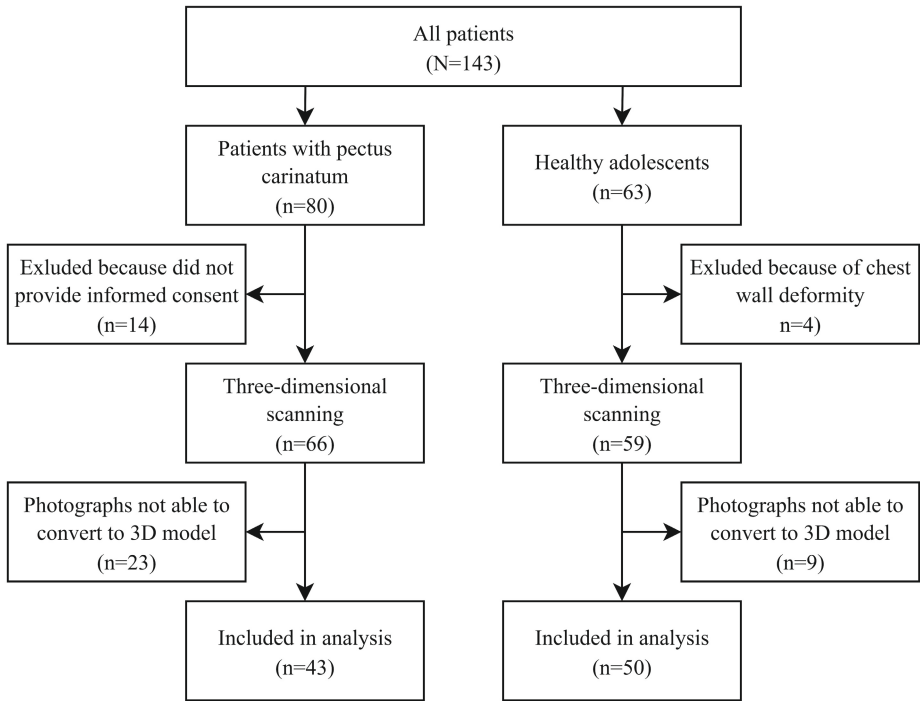 All patients
(N=143)
Patients with pectus
carinatum
(n=80)
Healthy adolescents
(n=63)
Exluded because did not
provide informed consent
(n=14)
Exluded because of chest
wall deformity
n=4)
Three-dimensional
scanning
(n=66)
Three-dimensional
scanning
(n=59)
Photographs not able to
convert to 3D model
(n=23)
Photographs not able to
convert to 3D model
(n=9)
Included in analysis
(n=43)
Included in analysis
(n=50)